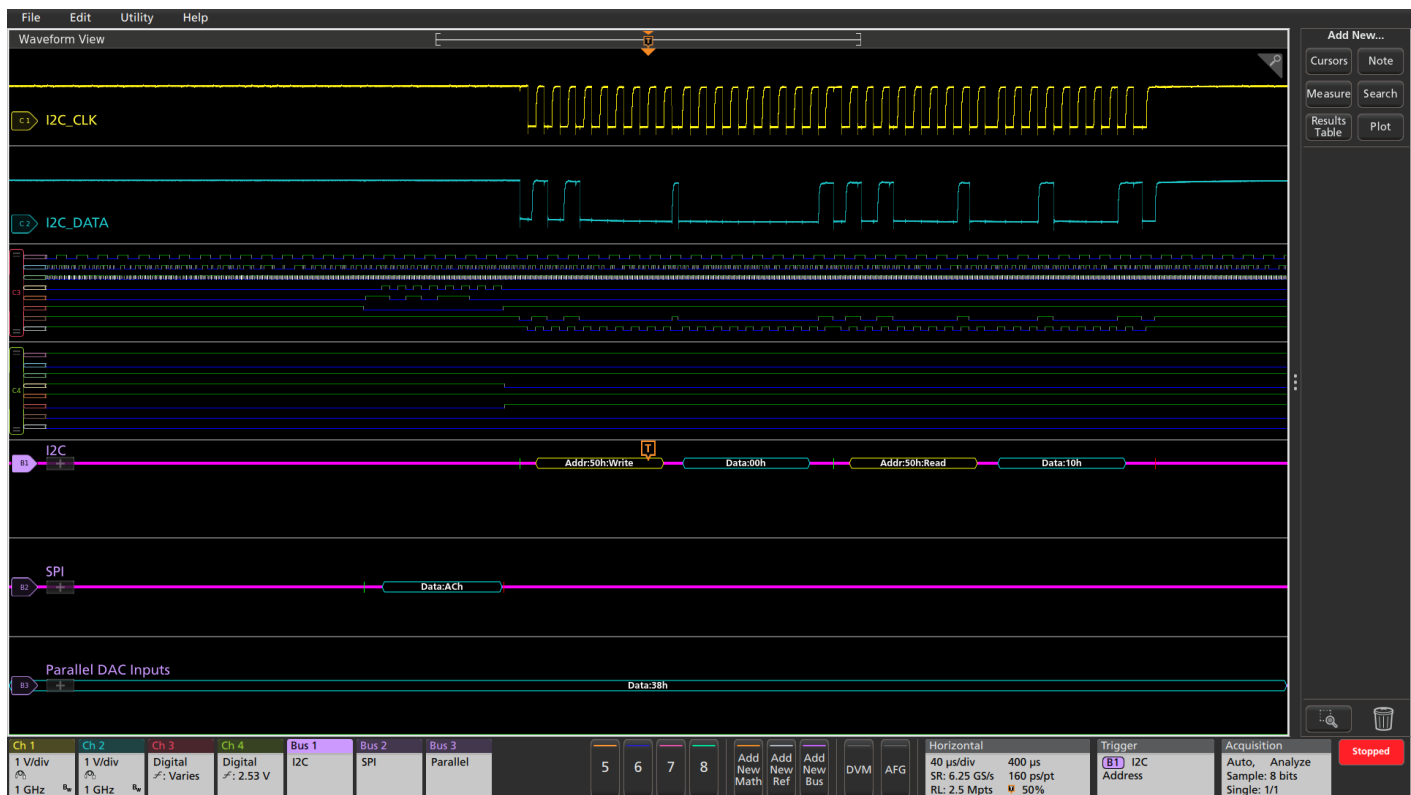 File Edit Utility Help
Waveform View
T
Add New...
Cursors Note
Measure Search
Results Table Plot
C1 I2C_CLK
C2 I2C_DATA
C3
C4
I2C
B1 +
T
Addr:50h:Write Data:00h Addr:50h:Read Data:10h
SPI
B2 +
Data:ACh
Parallel DAC Inputs
B3 +
Data:38h
Ch 1
1 V/div
1 GHz Bw
Ch 2
1 V/div
1 GHz Bw
Ch 3
Digital
: Varies
Ch 4
Digital
: 2.53 V
Bus 1
I2C
Bus 2
SPI
Bus 3
Parallel
5 6 7 8
Add New Math
Add New Ref
Add New Bus
DVM AFG
Horizontal
40 µs/div 400 µs
SR: 6.25 GS/s 160 ps/pt
RL: 2.5 Mpts 50%
Trigger
B1 I2C
Address
Acquisition
Auto, Analyze
Sample: 8 bits
Single: 1/1
Stopped